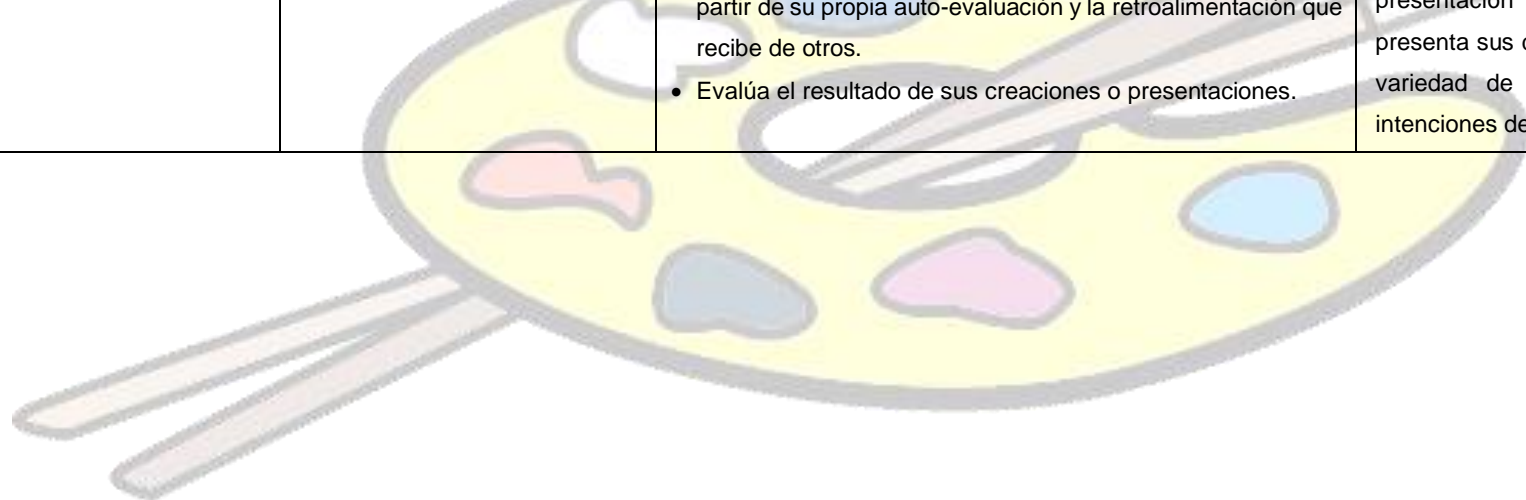 partir de su propia auto-evaluación y la retroalimentación que
recibe de otros.
• Evalúa el resultado de sus creaciones o presentaciones.
presentación
presenta sus
variedad de
intenciones de